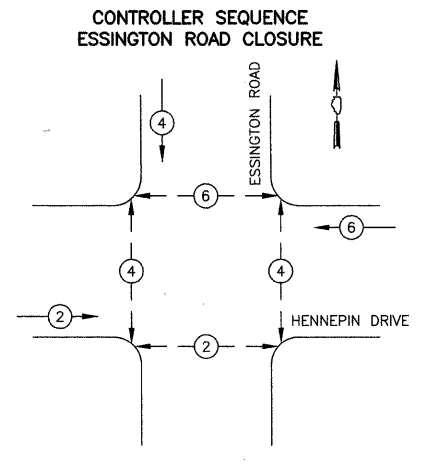 CONTROLLER SEQUENCE
ESSINGTON ROAD CLOSURE
ESSINGTON ROAD
4
6
6
4
4
2
HENNEPIN DRIVE
2